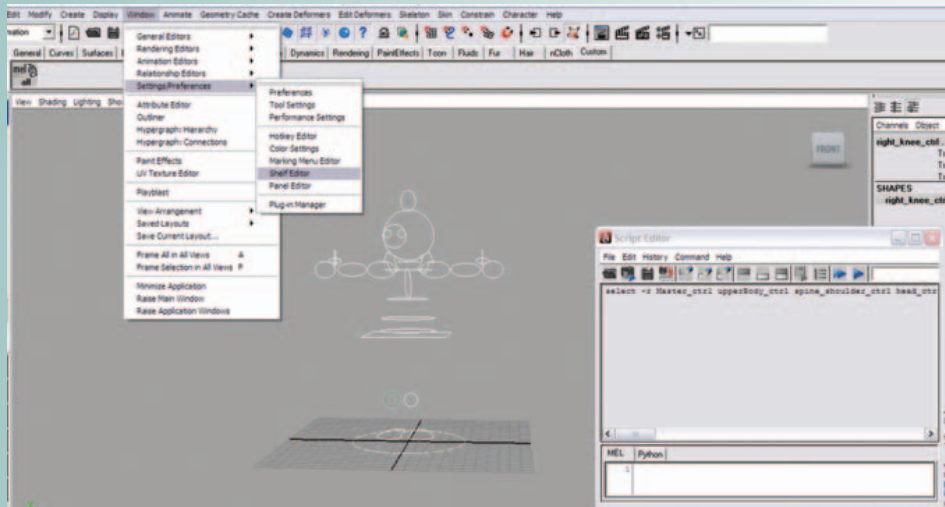 Edit Modify Create Display Window Animate Geometry Cache Create Deformers Edit Deformers Skeleton Skin Constrain Character Help
General Curves Surfaces
Dynamics Rendering PaintEffects Toon Fluids Fur Hair nCloth Custom
all
View Shading Lighting
General Editors
Rendering Editors
Animation Editors
Relationship Editors
Settings/Preferences
Attribute Editor
Outliner
Hypergraph: Hierarchy
Hypergraph: Connections
Paint Effects
UV Texture Editor
Playblast
View Arrangement
Saved Layouts
Save Current Layout...
Frame All in All Views A
Frame Selection in All Views F
Minimize Application
Raise Main Window
Raise Application Windows
Preferences
Tool Settings
Performance Settings
Hotkey Editor
Color Settings
Marking Menu Editor
Shelf Editor
Panel Editor
Plug-in Manager
FRONT
Channels Object
right_knee_ctrl
SHAPES
Script Editor
File Edit History Command Help
select -r Master_ctrl upperBody_ctrl spine_shoulder_ctrl head_ctr
MEL Python
1